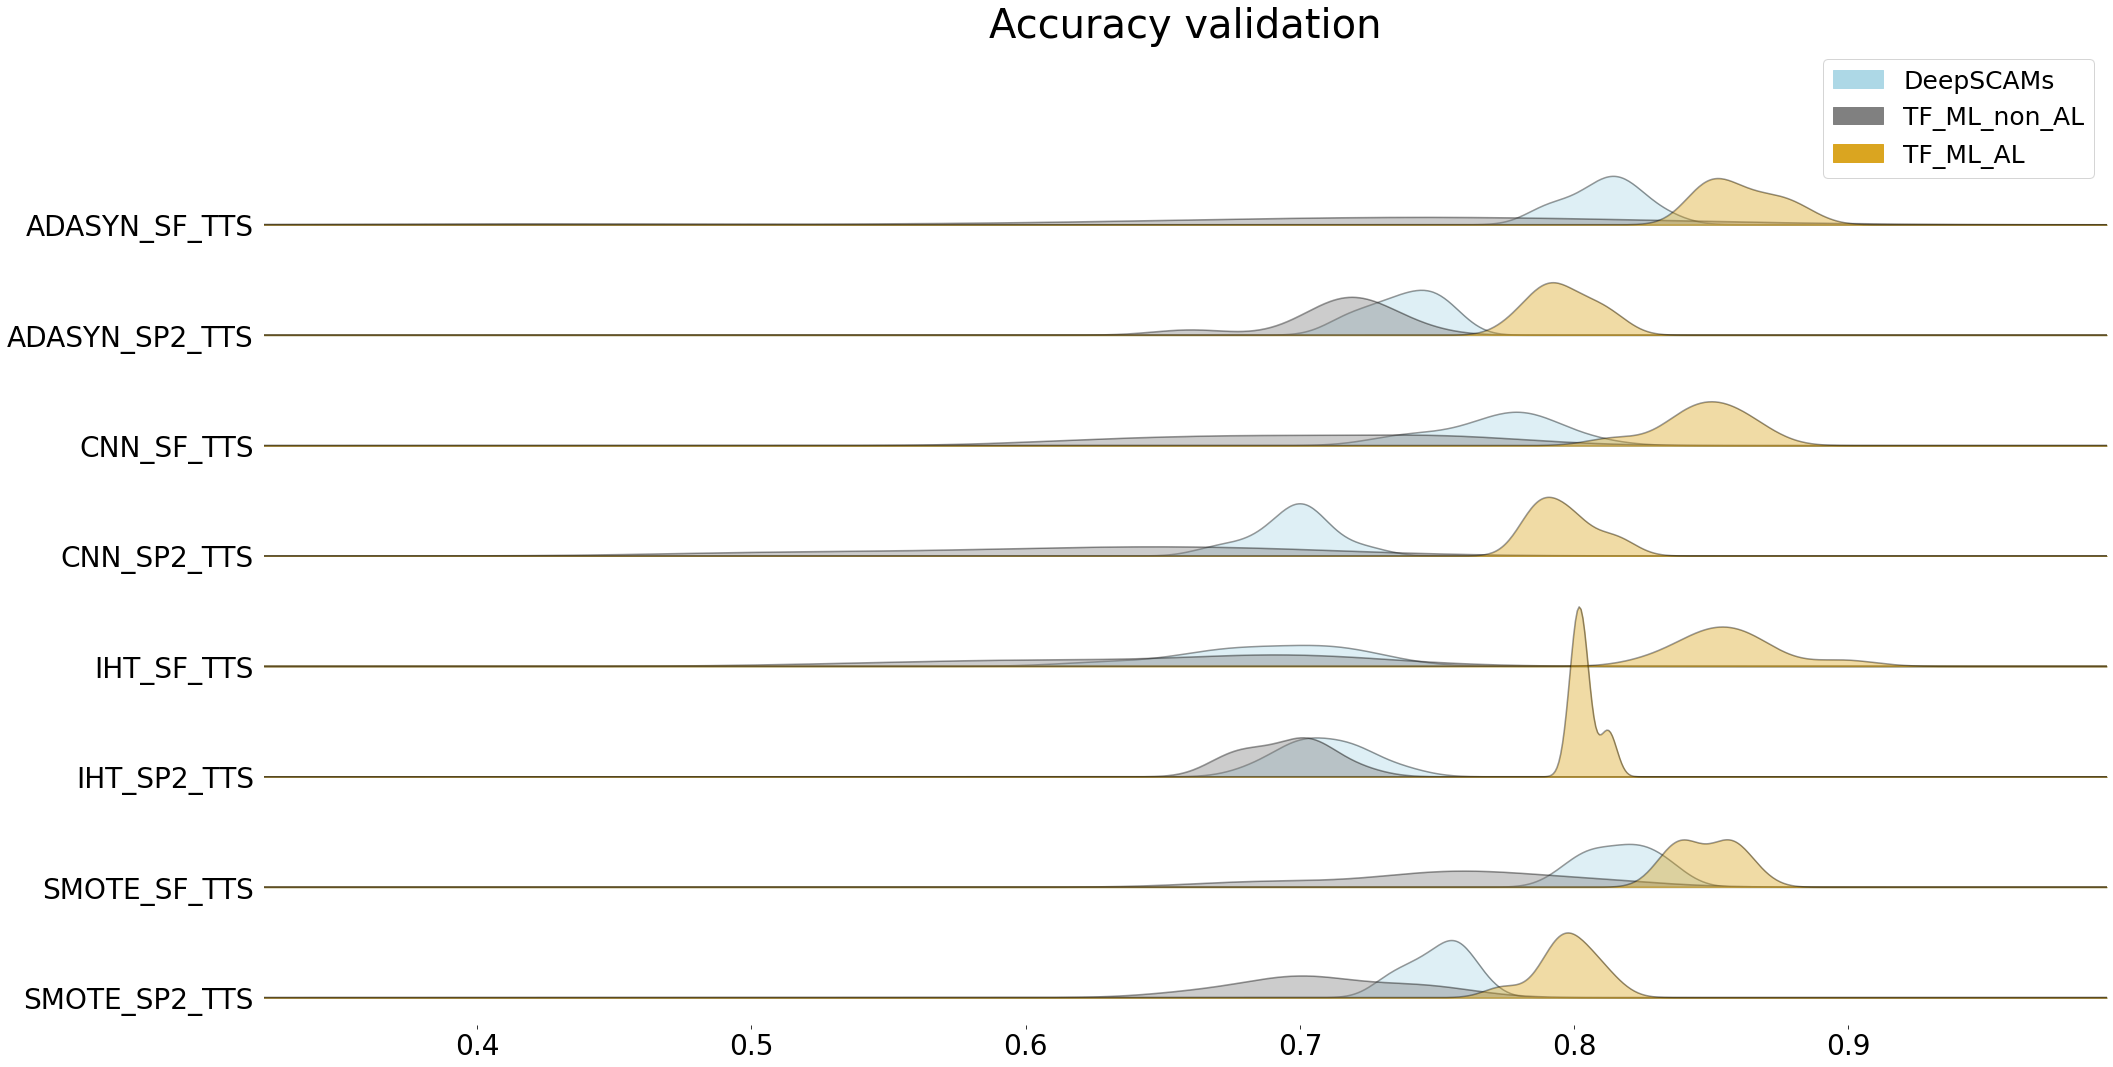 Accuracy validation
DeepSCAMs
TF_ML_non_AL
TF_ML_AL
ADASYN_SF_TTS
ADASYN_SP2_TTS
CNN_SF_TTS
CNN_SP2_TTS
IHT_SF_TTS
IHT_SP2_TTS
SMOTE_SF_TTS
SMOTE_SP2_TTS
0.4 0.5 0.6 0.7 0.8 0.9